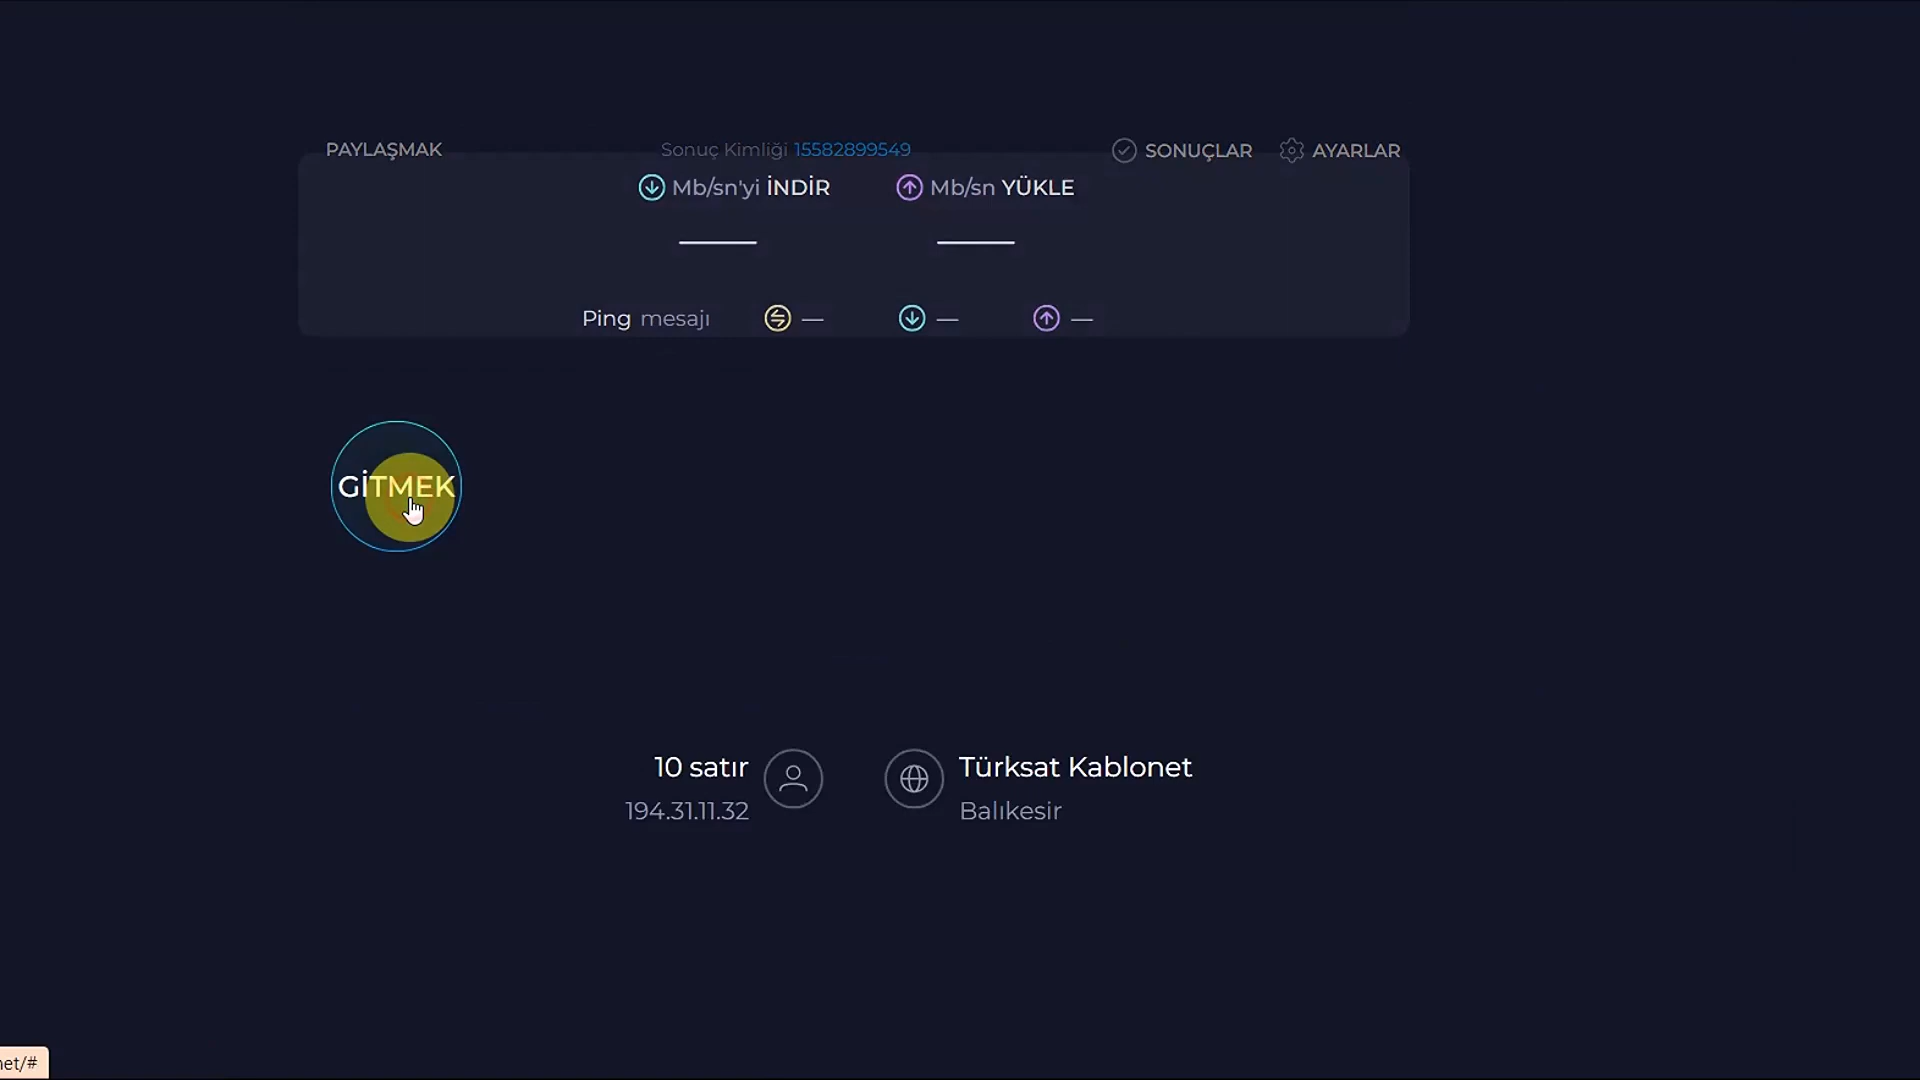 PAYLAŞMAK
Sonuç Kimliği 15582899549
SONUÇLAR
AYARLAR
Mb/sn'yi İNDİR
Mb/sn YÜKLE
Ping mesajı
GİTMEK
10 satır
194.31.11.32
Türksat Kablonet
Balıkesir
net/#